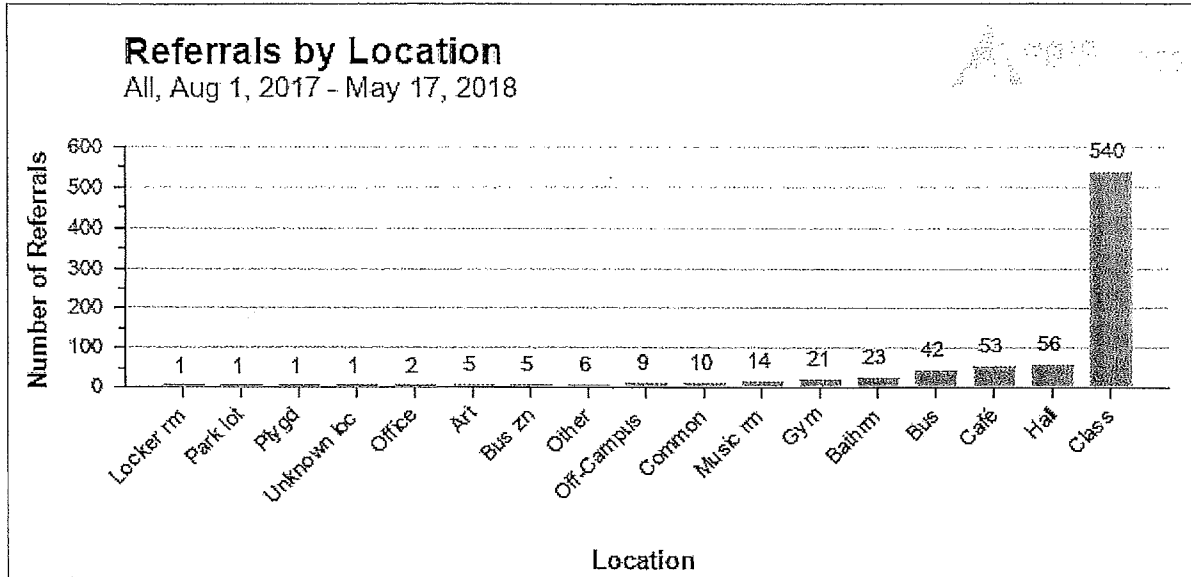 Referrals by Location
All, Aug 1, 2017 - May 17, 2018
Number of Referrals
600
500
400
300
200
100
0
1 1 1 1 2 5 5 6 9 10 14 21 23 42 53 56 540
Locker rm Park lot Plygd Unknown loc Office Art Bus zn Other Off-Campus Common Music rm Gym Bathrm Bus Café Hall Class
Location